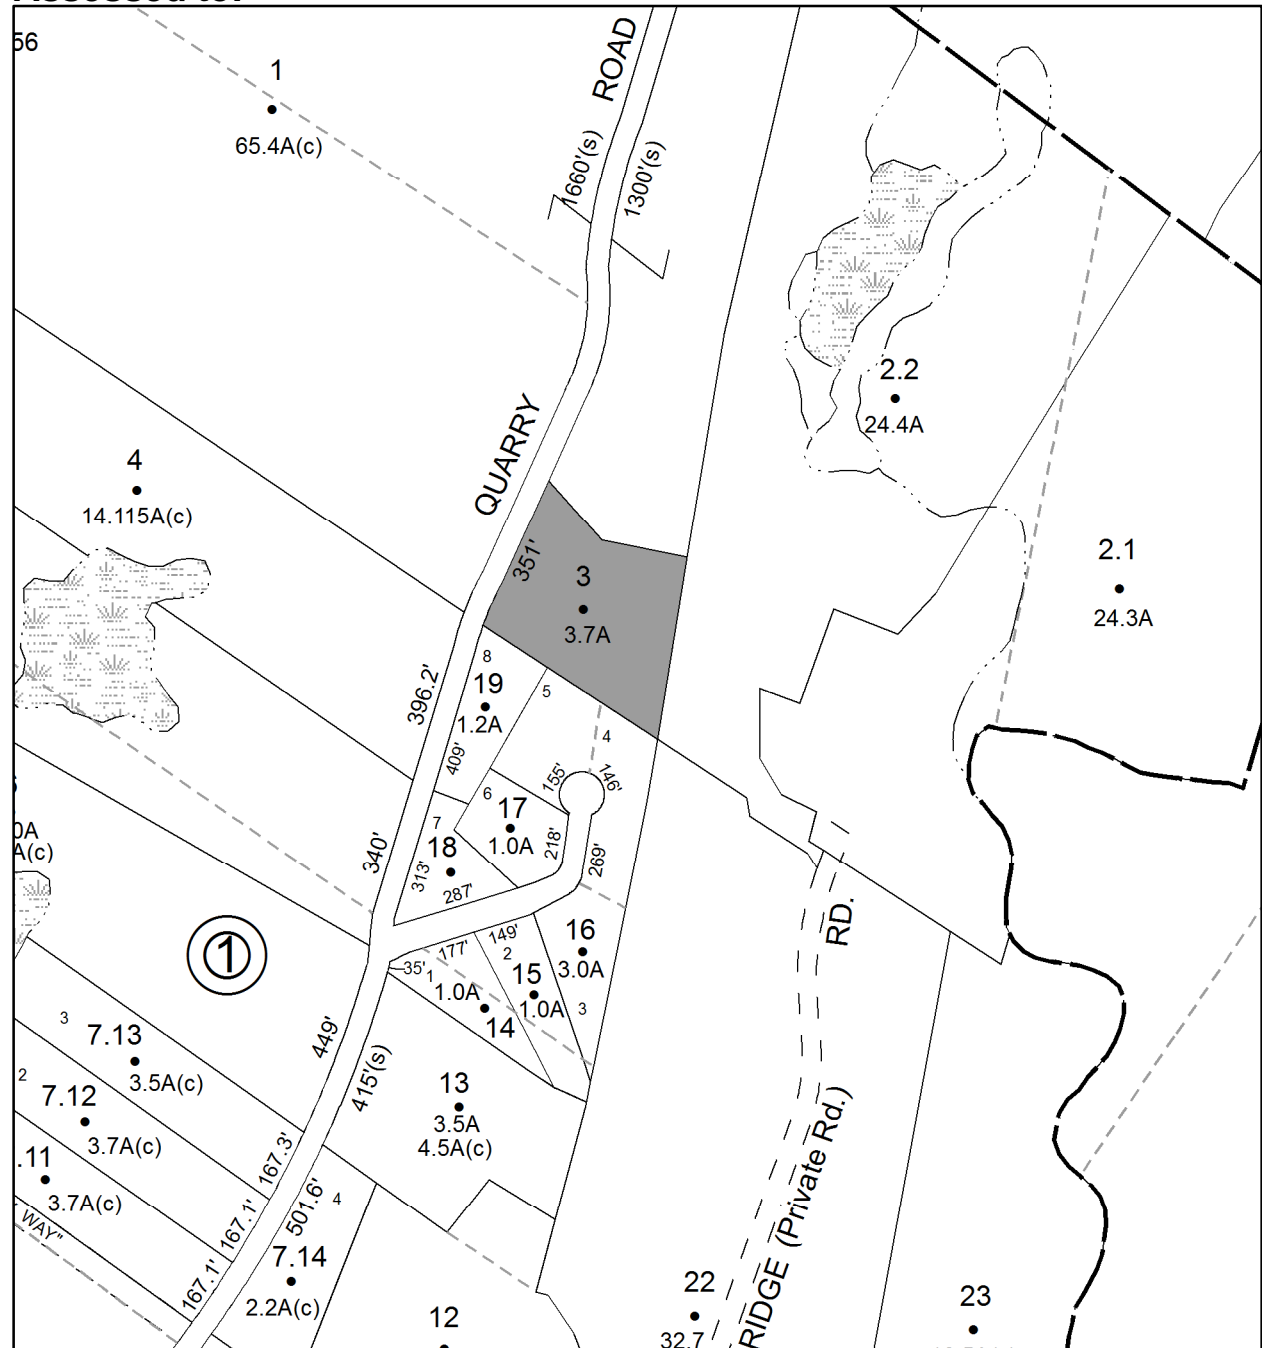 56
1
65.4A(c)
ROAD
1660'(s)
1300'(s)
2.2
24.4A
QUARRY
4
14.115A(c)
351'
3
3.7A
2.1
24.3A
8
19
1.2A
5
4
396.2'
409'
155'
146'
6
17
1.0A
7
18
218'
269'
340'
313'
287'
0A
A(c)
RD.
16
3.0A
149'
177'
2
15
1.0A
35'
1
1.0A
14
3
1
449'
415'(s)
3
7.13
3.5A(c)
2
7.12
3.7A(c)
13
3.5A
4.5A(c)
.11
3.7A(c)
WAY"
167.3'
167.1'
167.1'
501.6'
4
7.14
2.2A(c)
12
22
32.7
RIDGE (Private Rd.)
23